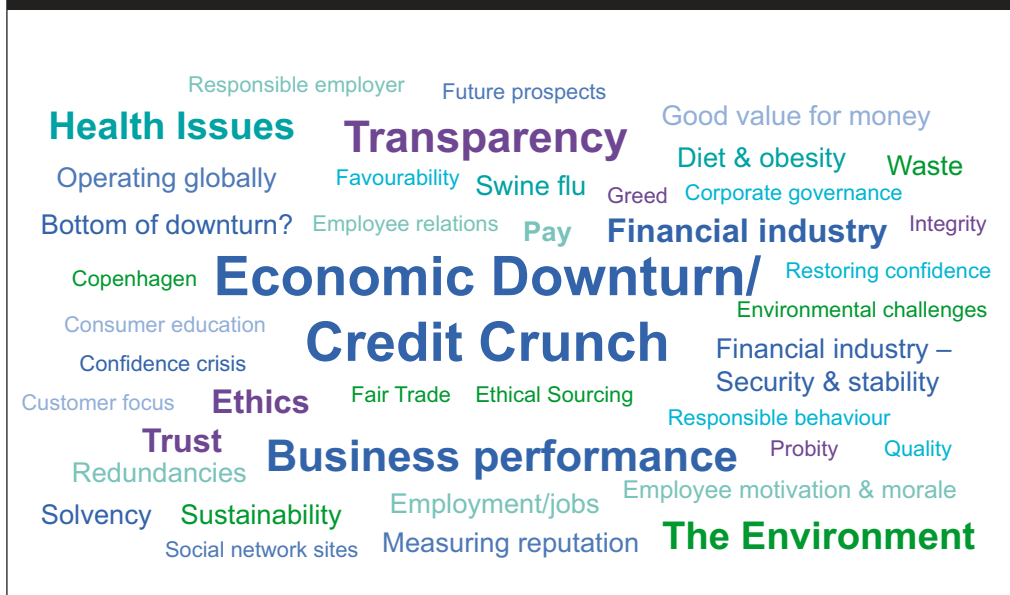 Responsible employer
Future prospects
Good value for money
Health Issues
Transparency
Diet & obesity
Waste
Operating globally
Favourability
Swine flu
Greed
Corporate governance
Bottom of downturn?
Employee relations
Pay
Financial industry
Integrity
Copenhagen
Economic Downturn/
Credit Crunch
Restoring confidence
Environmental challenges
Consumer education
Confidence crisis
Financial industry –
Security & stability
Customer focus
Ethics
Fair Trade
Ethical Sourcing
Responsible behaviour
Trust
Business performance
Probity
Quality
Redundancies
Employment/jobs
Employee motivation & morale
Solvency
Sustainability
Social network sites
Measuring reputation
The Environment